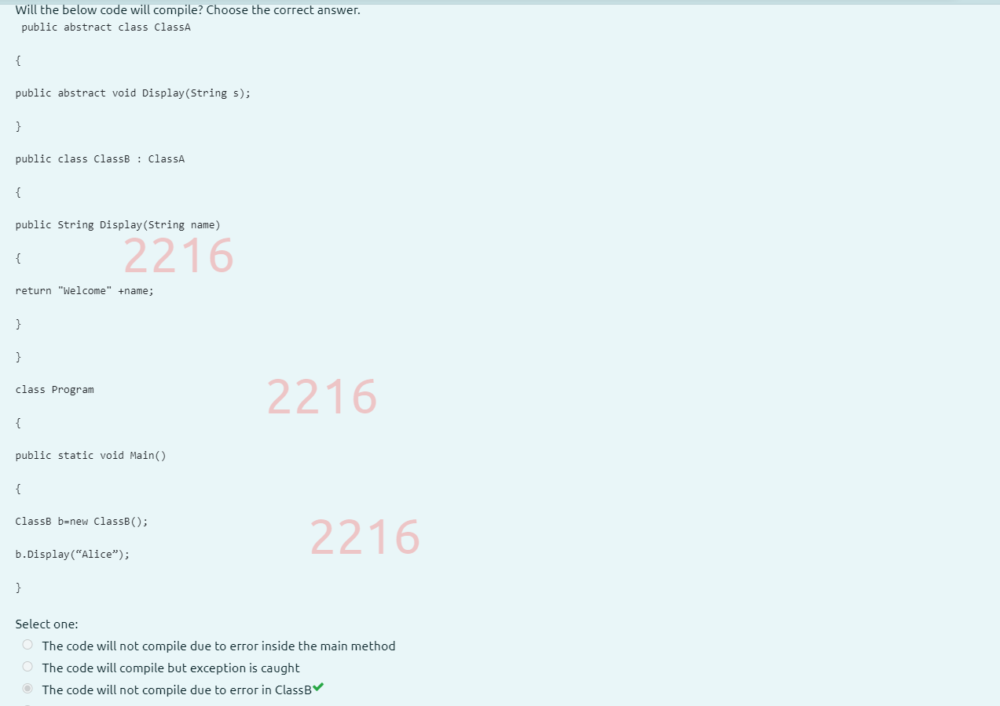 Will the below code will compile? Choose the correct answer.
public abstract class ClassA
{
public abstract void Display(String s);
}
public class ClassB : ClassA
{
public String Display(String name)
2216
{
return "Welcome" +name;
}
}
class Program
2216
{
public static void Main()
{
ClassB b=new ClassB();
2216
b.Display(“Alice”);
}
Select one:
The code will not compile due to error inside the main method
The code will compile but exception is caught
The code will not compile due to error in ClassB